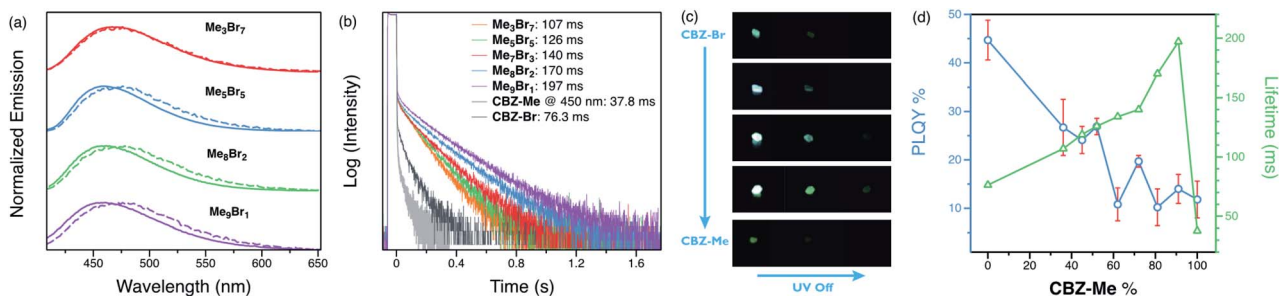 (a)
Normalized Emission
Me3Br7
Me5Br5
Me8Br2
Me9Br1
450 500 550 600 650
Wavelength (nm)
(b)
Log (Intensity)
Me3Br7: 107 ms
Me5Br5: 126 ms
Me7Br3: 140 ms
Me8Br2: 170 ms
Me9Br1: 197 ms
CBZ-Me @ 450 nm: 37.8 ms
CBZ-Br: 76.3 ms
0 0.4 0.8 1.2 1.6
Time (s)
(c)
CBZ-Br
CBZ-Me
UV Off
(d)
PLQY %
50
40
30
20
10
0 20 40 60 80 100
CBZ-Me %
200
150
100
50
Lifetime (ms)